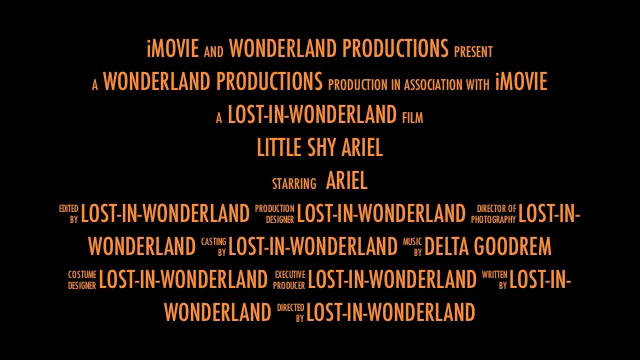 iMOVIE AND WONDERLAND PRODUCTIONS PRESENT
A WONDERLAND PRODUCTIONS PRODUCTION IN ASSOCIATION WITH iMOVIE
A LOST-IN-WONDERLAND FILM
LITTLE SHY ARIEL
STARRING ARIEL
EDITED BY LOST-IN-WONDERLAND PRODUCTION DESIGNER LOST-IN-WONDERLAND DIRECTOR OF PHOTOGRAPHY LOST-IN-
WONDERLAND CASTING BY LOST-IN-WONDERLAND MUSIC BY DELTA GOODREM
COSTUME DESIGNER LOST-IN-WONDERLAND EXECUTIVE PRODUCER LOST-IN-WONDERLAND WRITTEN BY LOST-IN-
WONDERLAND DIRECTED BY LOST-IN-WONDERLAND